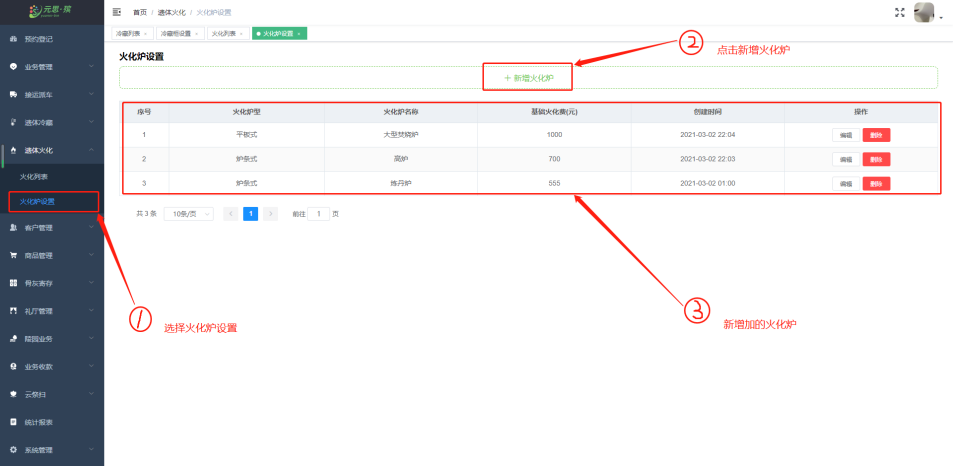 元思·殡
首页 / 遗体火化 / 火化炉设置
冷藏列表 ×
冷藏柜设置 ×
火化列表 ×
火化炉设置 ×
预约登记
业务管理
接运派车
遗体冷藏
遗体火化
火化列表
火化炉设置
客户管理
商品管理
骨灰寄存
礼厅管理
陵园业务
业务收款
云祭扫
统计报表
系统管理
火化炉设置
+ 新增火化炉
序号 火化炉型 火化炉名称 基础火化费(元) 创建时间 操作
1 平板式 大型焚烧炉 1000 2021-03-02 22:04 编辑 删除
2 炉条式 高炉 700 2021-03-02 22:03 编辑 删除
3 炉条式 炼丹炉 555 2021-03-02 01:00 编辑 删除
共 3 条 10条/页 < 1 > 前往 1 页
① 选择火化炉设置
② 点击新增火化炉
③ 新增加的火化炉